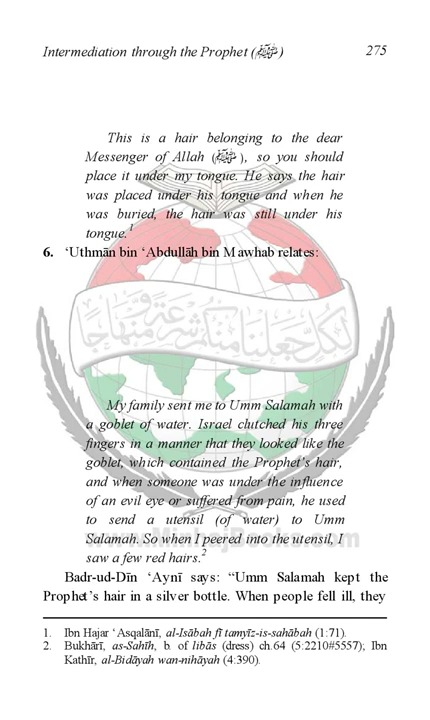 Intermediation through the Prophet (ﷺ)
275
This is a hair belonging to the dear
Messenger of Allah (ﷺ), so you should
place it under my tongue. He says the hair
was placed under his tongue and when he
was buried, the hair was still under his
tongue.1
6. ‘Uthmān bin ‘Abdullāh bin Mawhab relates:
لكل جعلنا منكم شرعة ومنهاجا
My family sent me to Umm Salamah with
a goblet of water. Israel clutched his three
fingers in a manner that they looked like the
goblet, which contained the Prophet’s hair,
and when someone was under the influence
of an evil eye or suffered from pain, he used
to send a utensil (of water) to Umm
Salamah. So when I peered into the utensil, I
www.MinhajBooks.com
saw a few red hairs.2
Badr-ud-Dīn ‘Aynī says: “Umm Salamah kept the
Prophet’s hair in a silver bottle. When people fell ill, they
1. Ibn Hajar ‘Asqalānī, al-Isābah fī tamyīz-is-sahābah (1:71).
2. Bukhārī, as-Sahīh, b. of libās (dress) ch.64 (5:2210#5557); Ibn
Kathīr, al-Bidāyah wan-nihāyah (4:390).